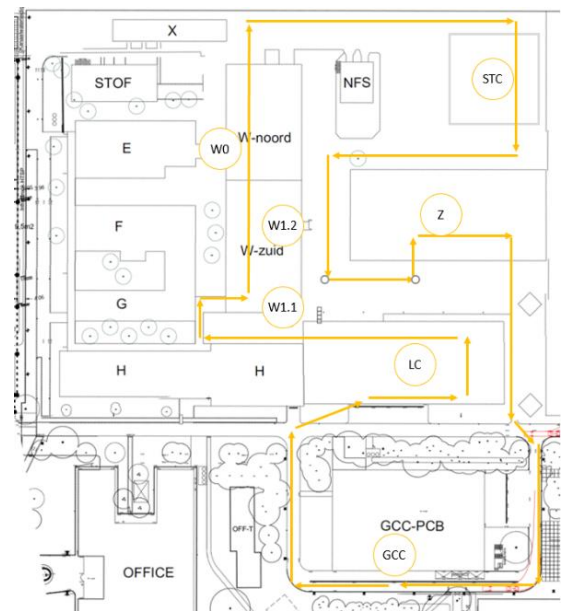 X
STOF
NFS
STC
E
W0
W-noord
F
W1.2
Z
W-zuid
G
W1.1
H
H
LC
OFF-T
GCC-PCB
GCC
OFFICE